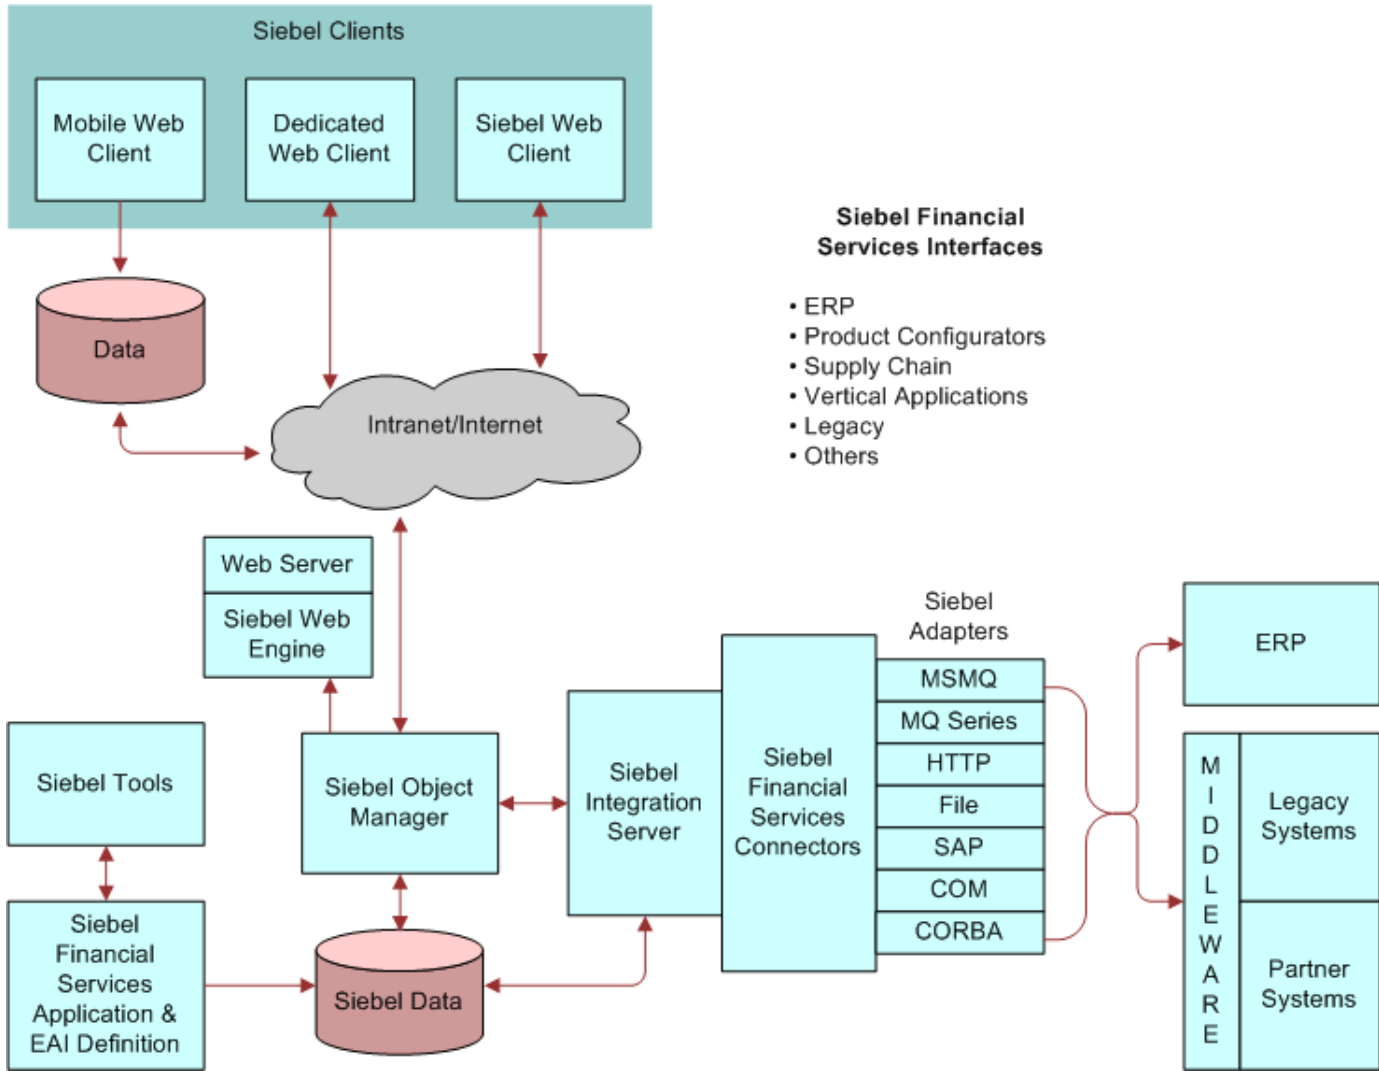 Siebel Clients
Mobile Web
Client
Dedicated
Web Client
Siebel Web
Client
Siebel Financial
Services Interfaces
• ERP
• Product Configurators
• Supply Chain
• Vertical Applications
• Legacy
• Others
Data
Intranet/Internet
Web Server
Siebel Web
Engine
Siebel Tools
Siebel Object
Manager
Siebel
Integration
Server
Siebel
Financial
Services
Connectors
Siebel
Adapters
MSMQ
MQ Series
HTTP
File
SAP
COM
CORBA
ERP
MIDDLEWARE
Legacy
Systems
Partner
Systems
Siebel
Financial
Services
Application &
EAI Definition
Siebel Data